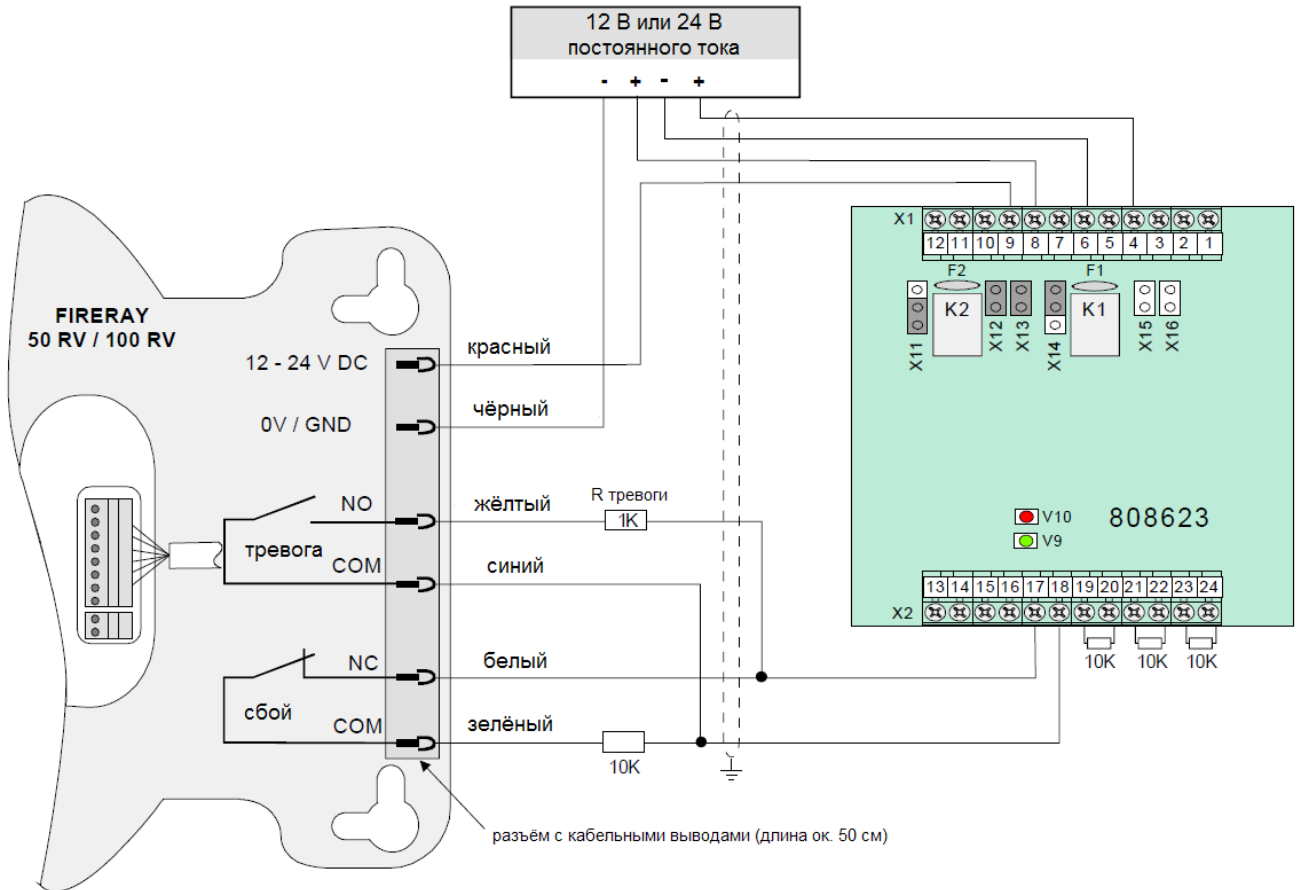 12 В или 24 В
постоянного тока
- + - +
X1
12 11 10 9 8 7 6 5 4 3 2 1
F2
F1
K2
K1
X11
X12
X13
X14
X15
X16
FIRERAY
50 RV / 100 RV
12 - 24 V DC
красный
0V / GND
чёрный
NO
жёлтый
R тревоги
1K
тревога
COM
синий
V10
808623
V9
13 14 15 16 17 18 19 20 21 22 23 24
X2
10K
10K
10K
NC
белый
сбой
COM
зелёный
10K
разъём с кабельными выводами (длина ок. 50 см)